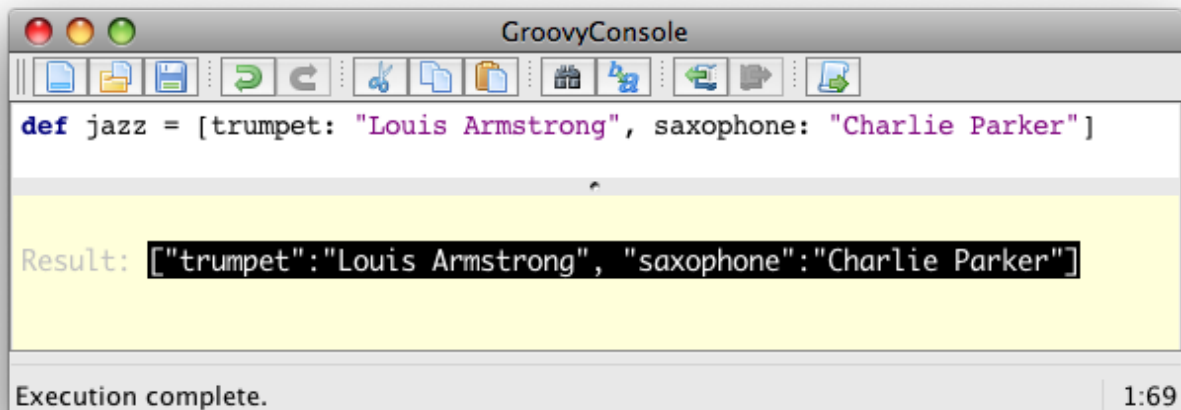 GroovyConsole
def jazz = [trumpet: "Louis Armstrong", saxophone: "Charlie Parker"]
Result: ["trumpet":"Louis Armstrong", "saxophone":"Charlie Parker"]
Execution complete.
1:69